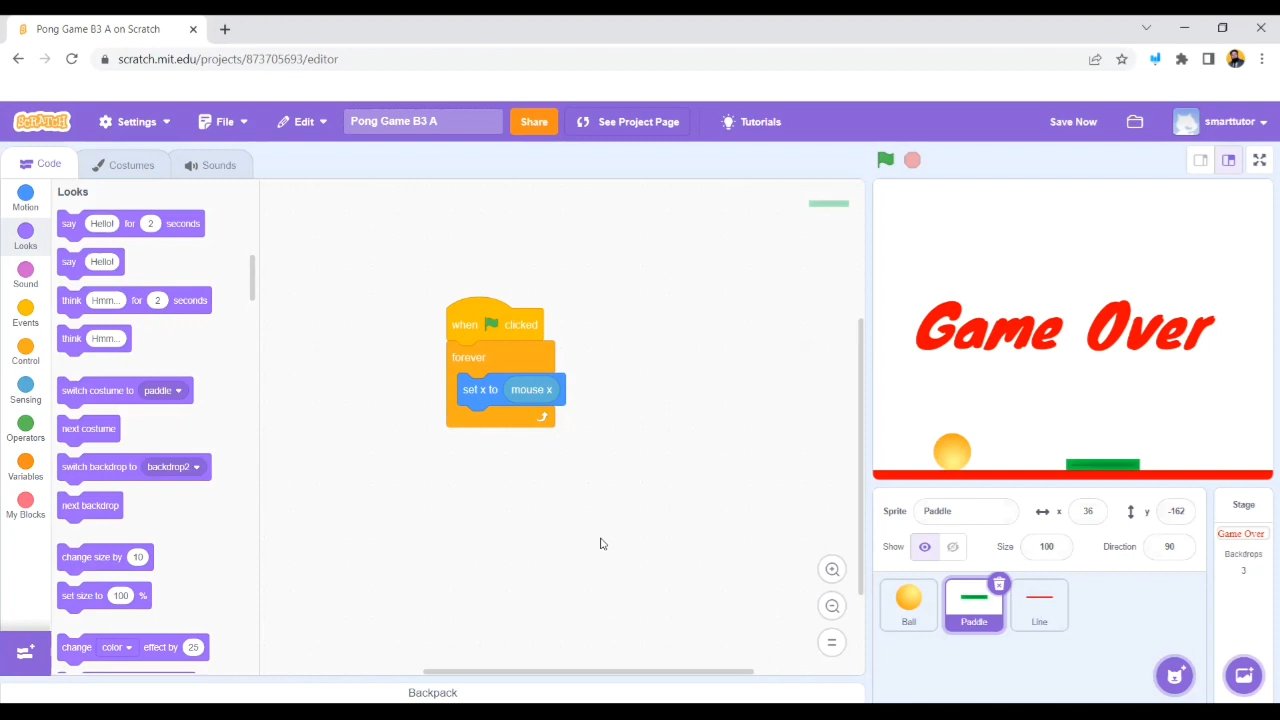 Pong Game B3 A on Scratch
scratch.mit.edu/projects/873705693/editor
SCRATCH
Settings
File
Edit
Pong Game B3 A
Share
See Project Page
Tutorials
Save Now
smarttutor
Code
Costumes
Sounds
Motion
Looks
Sound
Events
Control
Sensing
Operators
Variables
My Blocks
Looks
say Hello! for 2 seconds
say Hello!
think Hmm... for 2 seconds
think Hmm...
switch costume to paddle
next costume
switch backdrop to backdrop2
next backdrop
change size by 10
set size to 100 %
change color effect by 25
when clicked
forever
set x to mouse x
Backpack
Game Over
Sprite Paddle x 36 y -162
Show Size 100 Direction 90
Ball
Paddle
Line
Stage
Game Over
Backdrops
3